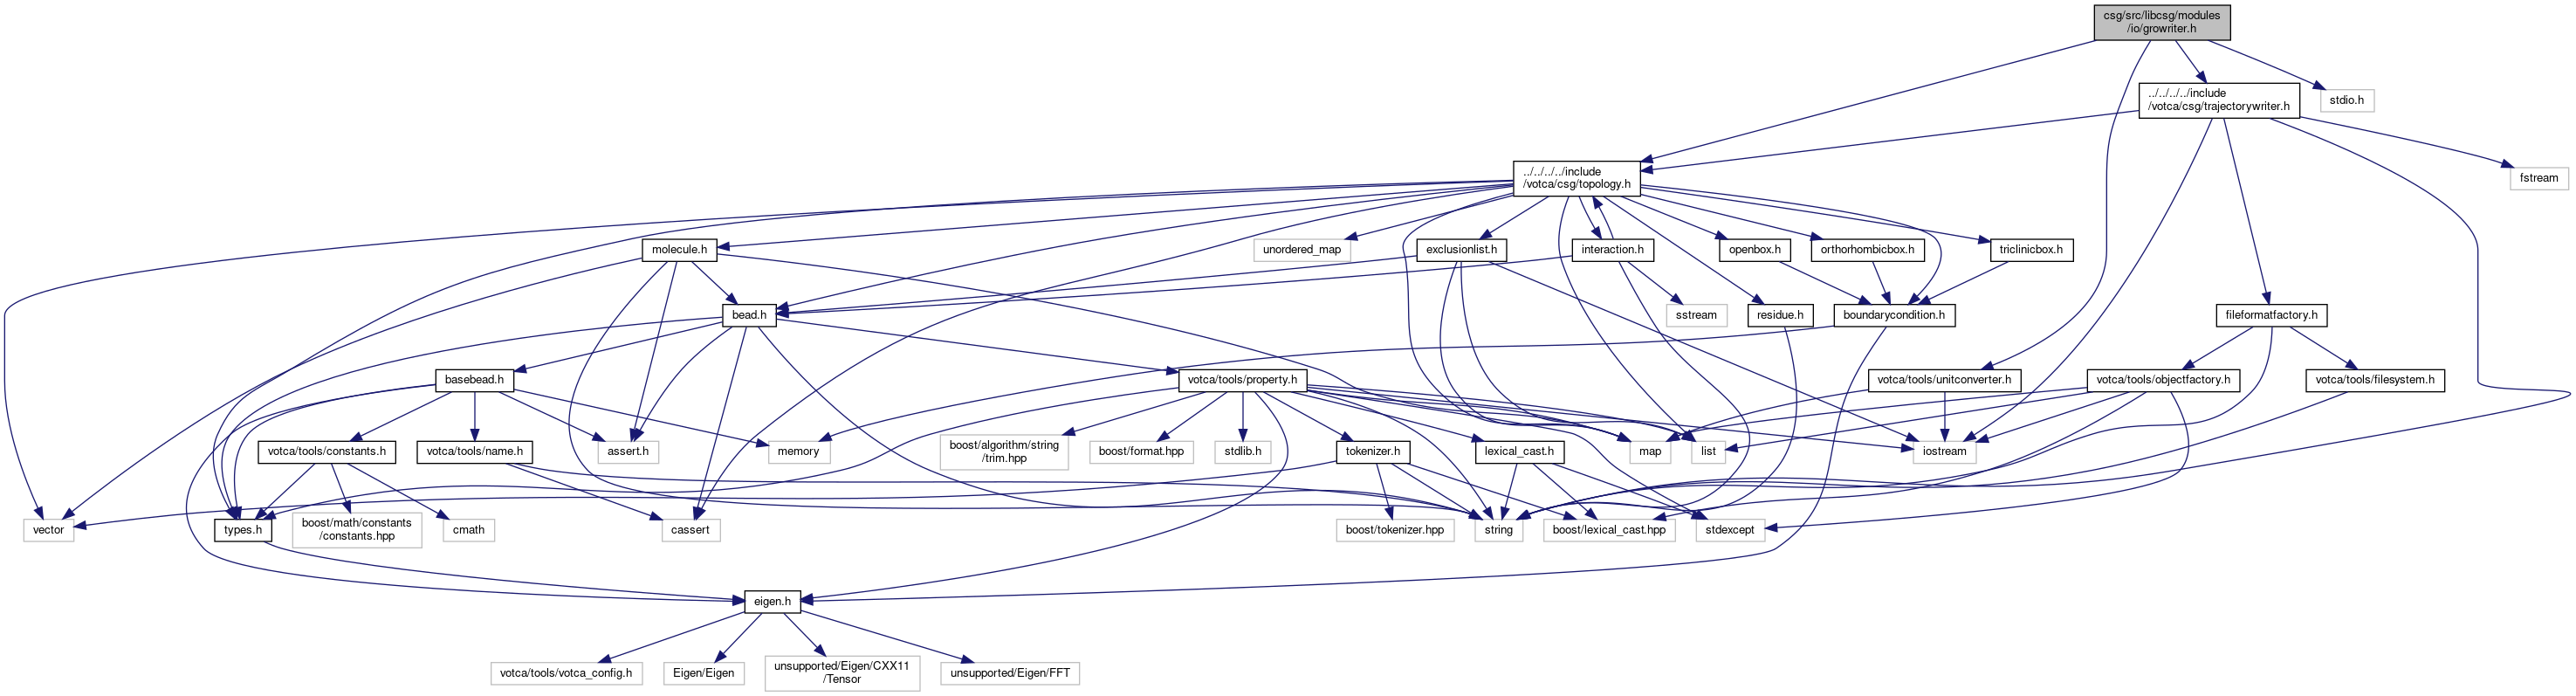 csg/src/libcsg/modules
/io/growriter.h
../../../../include
/votca/csg/trajectorywriter.h
stdio.h
../../../../include
/votca/csg/topology.h
fstream
molecule.h
unordered_map
exclusionlist.h
interaction.h
openbox.h
orthorhombicbox.h
triclinicbox.h
bead.h
sstream
residue.h
boundarycondition.h
fileformatfactory.h
basebead.h
votca/tools/property.h
votca/tools/unitconverter.h
votca/tools/objectfactory.h
votca/tools/filesystem.h
votca/tools/constants.h
votca/tools/name.h
assert.h
memory
boost/algorithm/string
/trim.hpp
boost/format.hpp
stdlib.h
tokenizer.h
lexical_cast.h
map
list
iostream
vector
types.h
boost/math/constants
/constants.hpp
cmath
cassert
boost/tokenizer.hpp
string
boost/lexical_cast.hpp
stdexcept
eigen.h
votca/tools/votca_config.h
Eigen/Eigen
unsupported/Eigen/CXX11
/Tensor
unsupported/Eigen/FFT